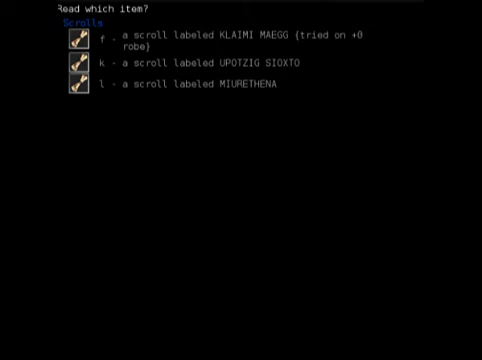 Read which item?
Scrolls
f - a scroll labeled KLAIMI MAEGG {tried on +0
robe}
k - a scroll labeled UPOTZIG SIOXTO
l - a scroll labeled MIURETHENA